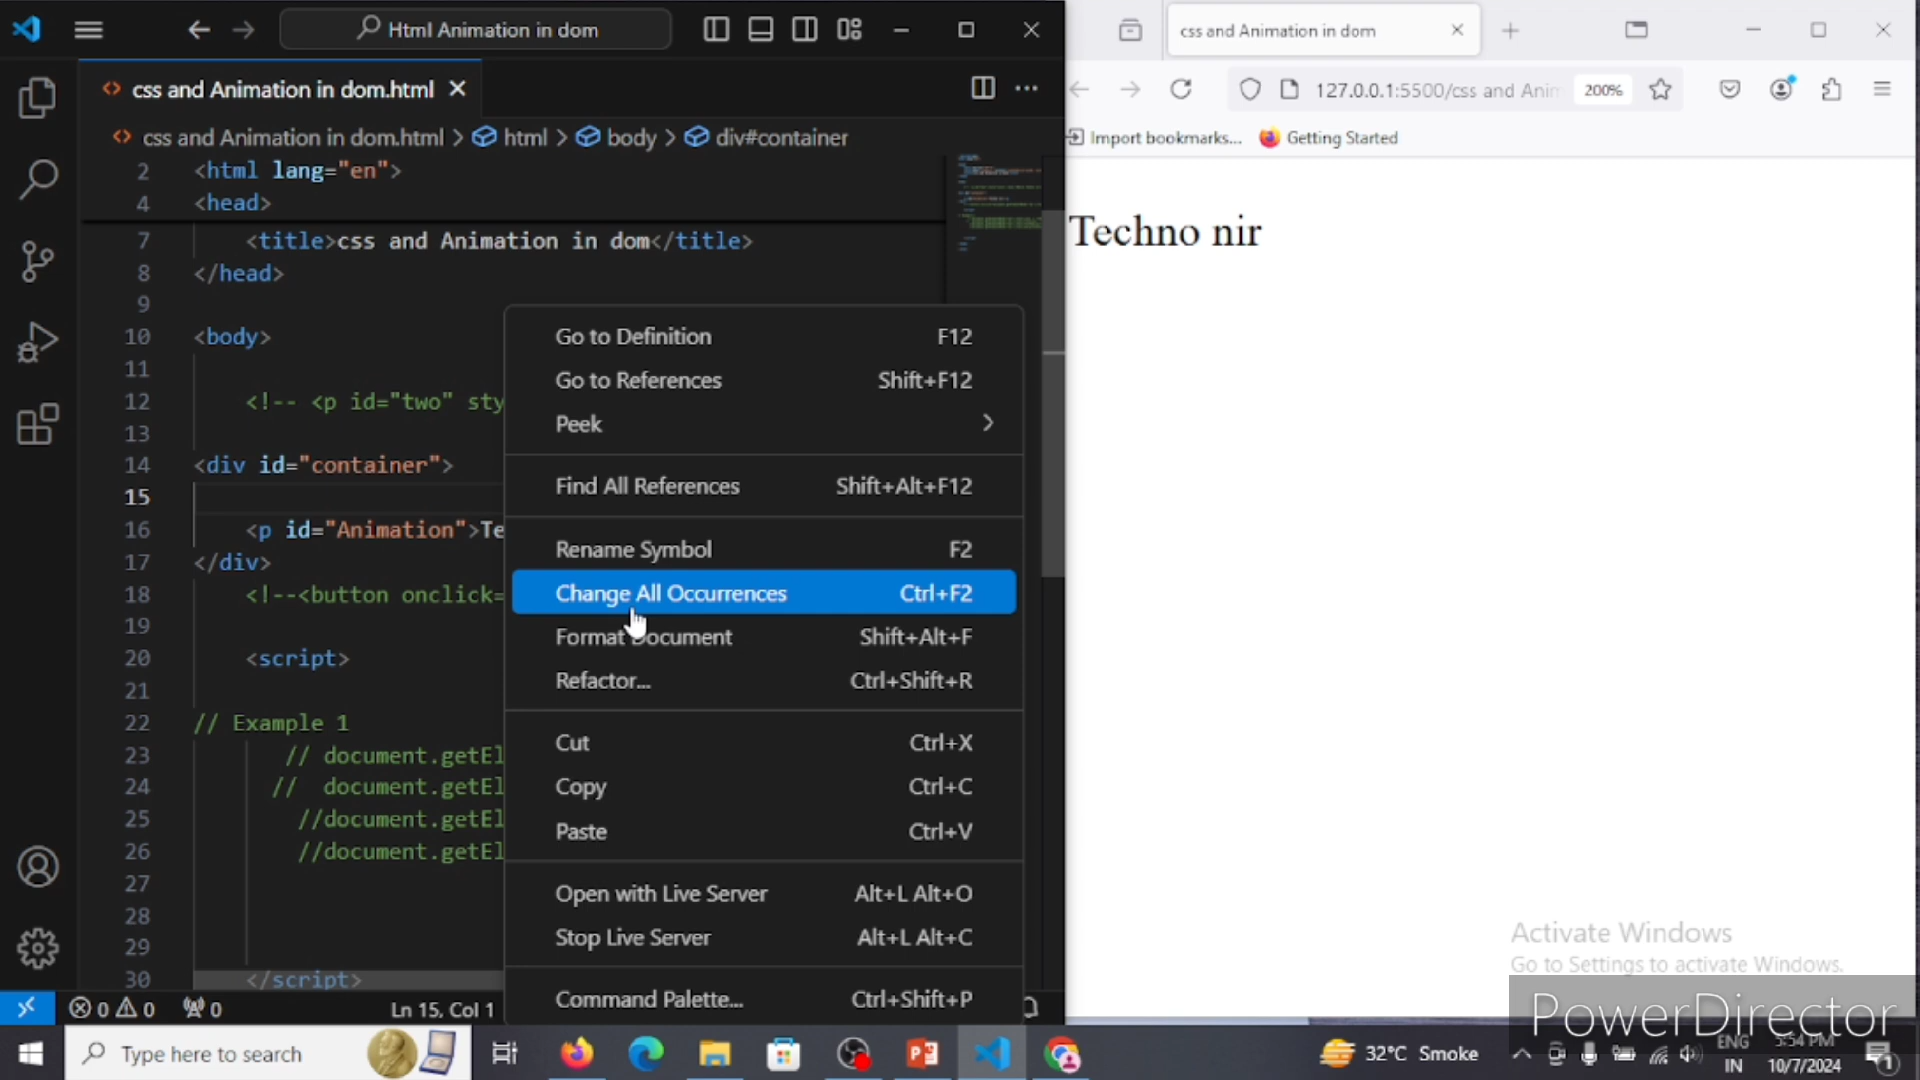 Html Animation in dom
css and Animation in dom.html
css and Animation in dom.html > html > body > div#container
2 <html lang="en">
4 <head>
7 <title>css and Animation in dom</title>
8 </head>
9
10 <body>
11
12 <!-- <p id="two" sty
13
14 <div id="container">
15
16 <p id="Animation">Te
17 </div>
18 <!--<button onclick=
19
20 <script>
21
22 // Example 1
23 // document.getEl
24 // document.getEl
25 //document.getEl
26 //document.getEl
27
28
29
30 </script>
Go to Definition F12
Go to References Shift+F12
Peek
Find All References Shift+Alt+F12
Rename Symbol F2
Change All Occurrences Ctrl+F2
Format Document Shift+Alt+F
Refactor... Ctrl+Shift+R
Cut Ctrl+X
Copy Ctrl+C
Paste Ctrl+V
Open with Live Server Alt+L Alt+O
Stop Live Server Alt+L Alt+C
Command Palette... Ctrl+Shift+P
0 0 0 Ln 15, Col 1
css and Animation in dom
127.0.0.1:5500/css and Anim 200%
Import bookmarks... Getting Started
Techno nir
Activate Windows
Go to Settings to activate Windows.
PowerDirector
Type here to search
32°C Smoke
ENG
IN
5:54 PM
10/7/2024
1